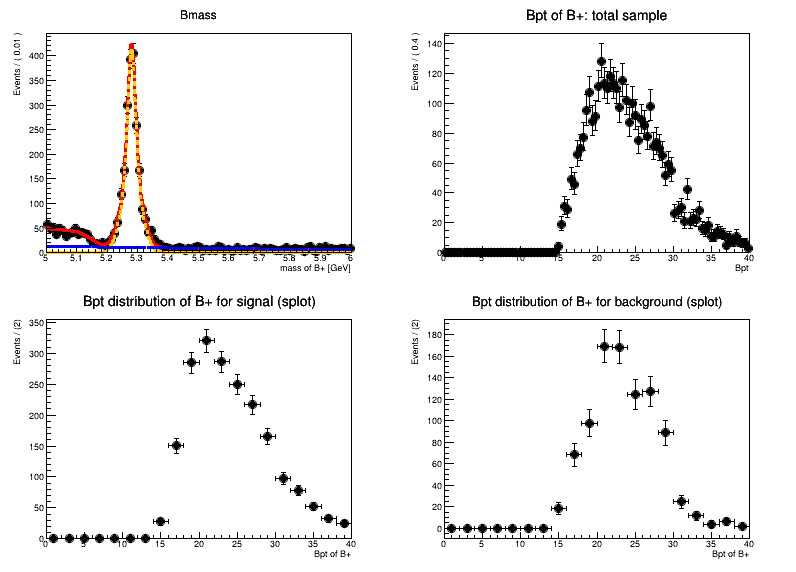 Bmass
Events / ( 0.01 )
400
350
300
250
200
150
100
50
0
5 5.1 5.2 5.3 5.4 5.5 5.6 5.7 5.8 5.9 6
mass of B+ [GeV]
Bpt of B+: total sample
Events / ( 0.4 )
140
120
100
80
60
40
20
0
0 5 10 15 20 25 30 35 40
Bpt
Bpt distribution of B+ for signal (splot)
Events / (2)
350
300
250
200
150
100
50
0
0 5 10 15 20 25 30 35 40
Bpt of B+
Bpt distribution of B+ for background (splot)
Events / (2)
180
160
140
120
100
80
60
40
20
0
0 5 10 15 20 25 30 35 40
Bpt of B+